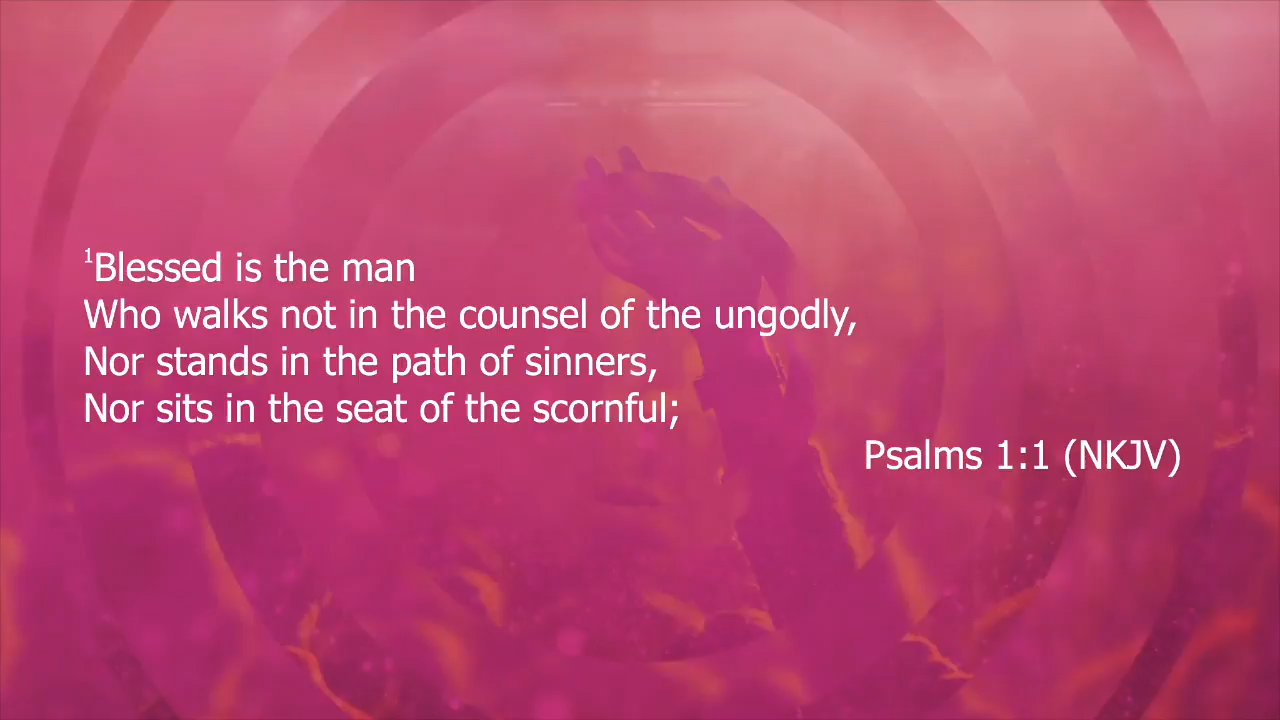 ¹Blessed is the man
Who walks not in the counsel of the ungodly,
Nor stands in the path of sinners,
Nor sits in the seat of the scornful;
Psalms 1:1 (NKJV)